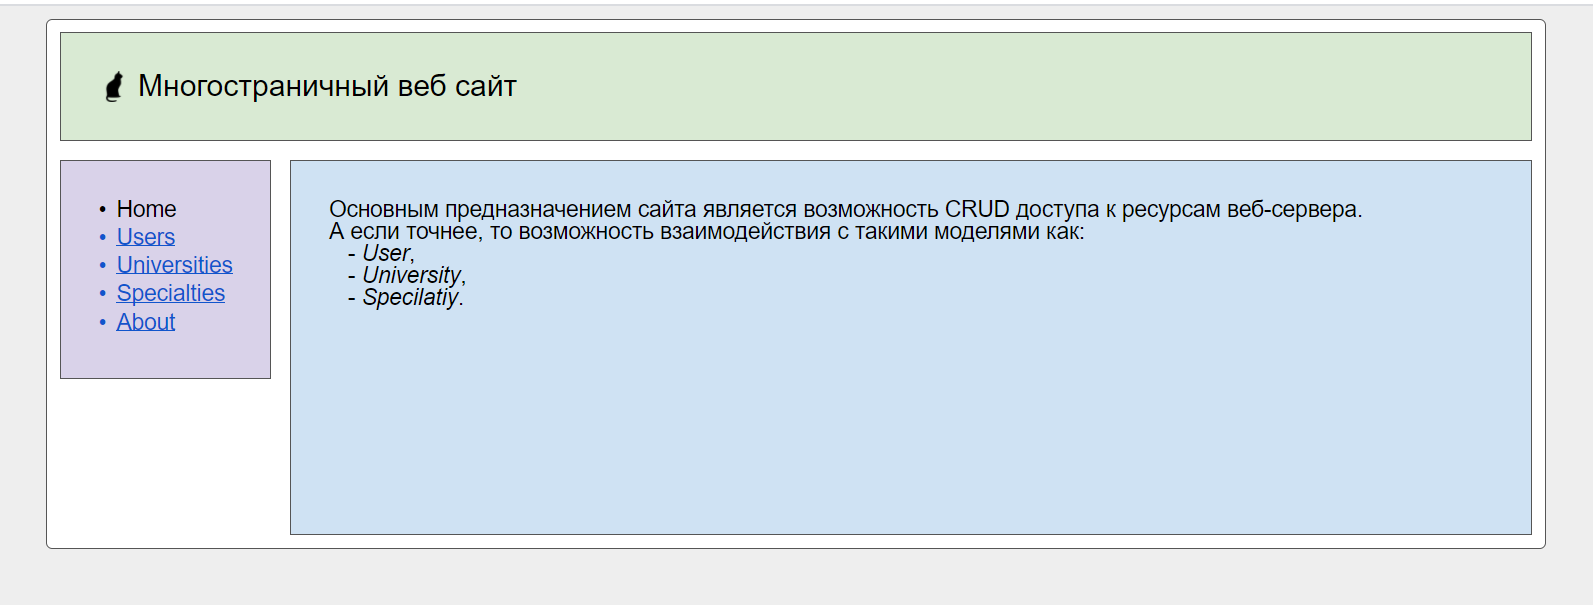 Многостраничный веб сайт
• Home
• Users
• Universities
• Specialties
• About
Основным предназначением сайта является возможность CRUD доступа к ресурсам веб-сервера.
А если точнее, то возможность взаимодействия с такими моделями как:
- User,
- University,
- Specilatiy.